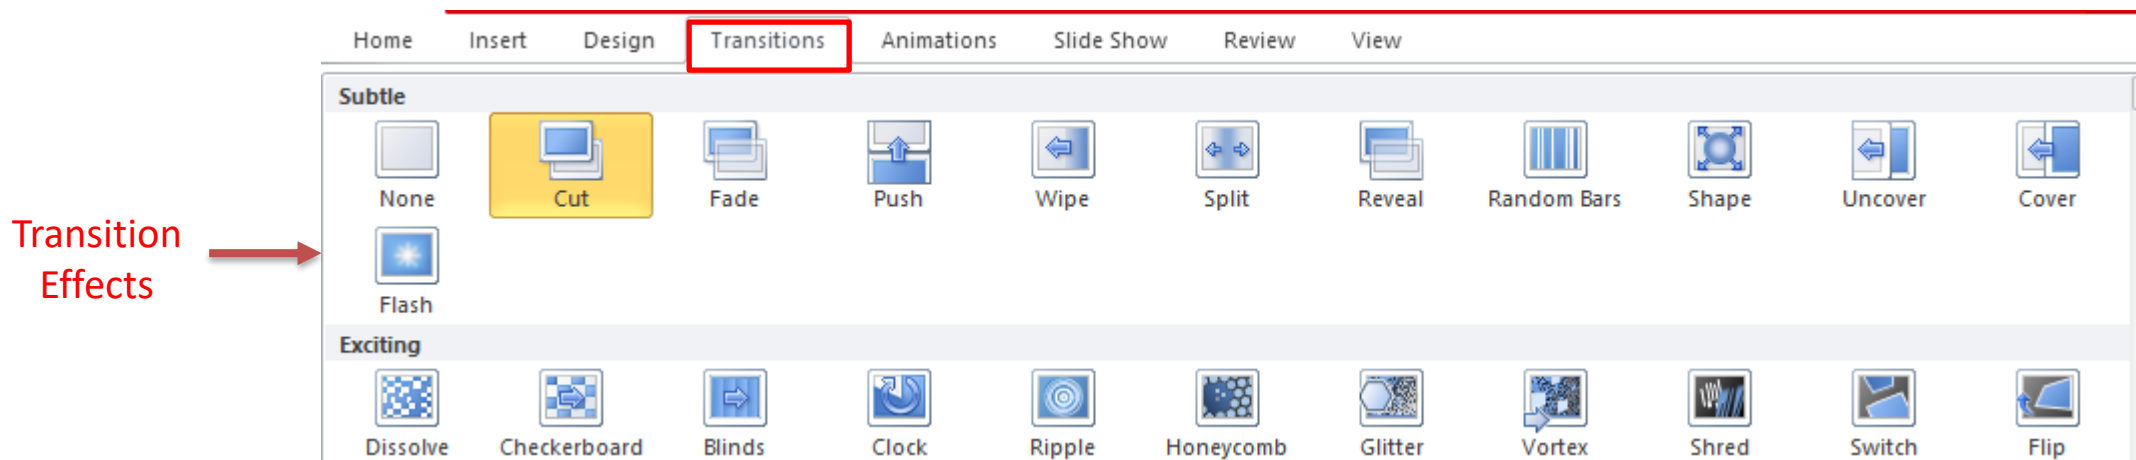 Home Insert Design Transitions Animations Slide Show Review View
Subtle
None Cut Fade Push Wipe Split Reveal Random Bars Shape Uncover Cover
Transition
Effects
Flash
Exciting
Dissolve Checkerboard Blinds Clock Ripple Honeycomb Glitter Vortex Shred Switch Flip